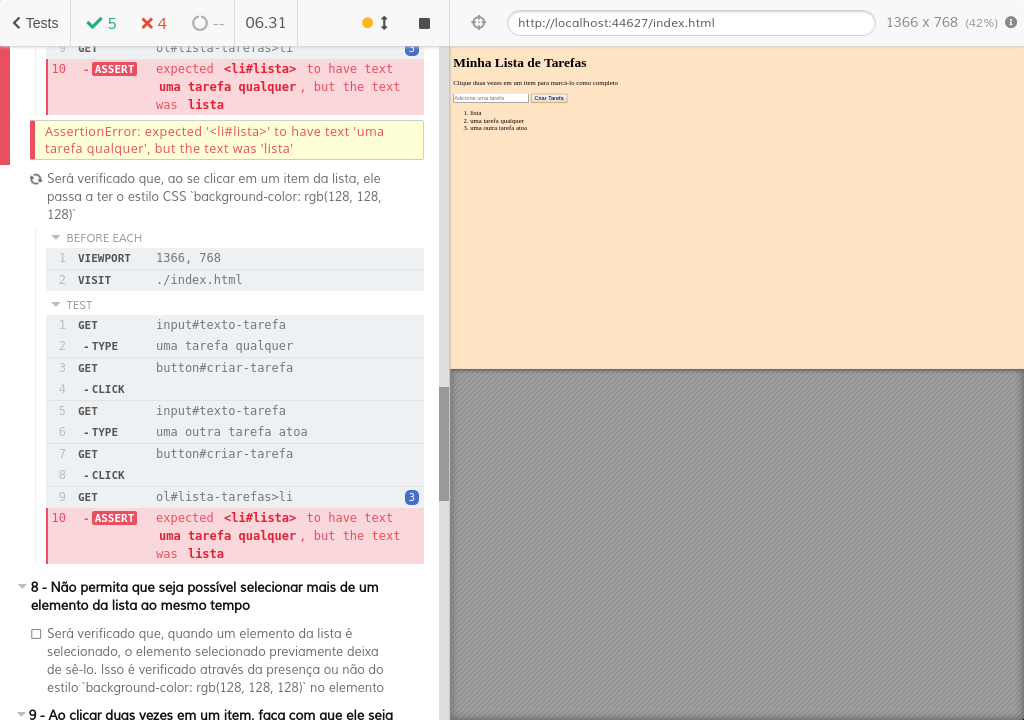 Tests 5 4 -- 06.31 http://localhost:44627/index.html 1366 x 768 (42%)
9 GET ol#lista-tarefas>li 3
10 -ASSERT expected <li#lista> to have text
uma tarefa qualquer, but the text
was lista
AssertionError: expected '<li#lista>' to have text 'uma
tarefa qualquer', but the text was 'lista'
Será verificado que, ao se clicar em um item da lista, ele
passa a ter o estilo CSS `background-color: rgb(128, 128,
128)`
BEFORE EACH
1 VIEWPORT 1366, 768
2 VISIT ./index.html
TEST
1 GET input#texto-tarefa
2 -TYPE uma tarefa qualquer
3 GET button#criar-tarefa
4 -CLICK
5 GET input#texto-tarefa
6 -TYPE uma outra tarefa atoa
7 GET button#criar-tarefa
8 -CLICK
9 GET ol#lista-tarefas>li 3
10 -ASSERT expected <li#lista> to have text
uma tarefa qualquer, but the text
was lista
8 - Não permita que seja possível selecionar mais de um
elemento da lista ao mesmo tempo
Será verificado que, quando um elemento da lista é
selecionado, o elemento selecionado previamente deixa
de sê-lo. Isso é verificado através da presença ou não do
estilo `background-color: rgb(128, 128, 128)` no elemento
9 - Ao clicar duas vezes em um item, faça com que ele seja
Minha Lista de Tarefas
Clique duas vezes em um item para marcá-lo como completo
Adicione uma tarefa Criar Tarefa
1. lista
2. uma tarefa qualquer
3. uma outra tarefa atoa